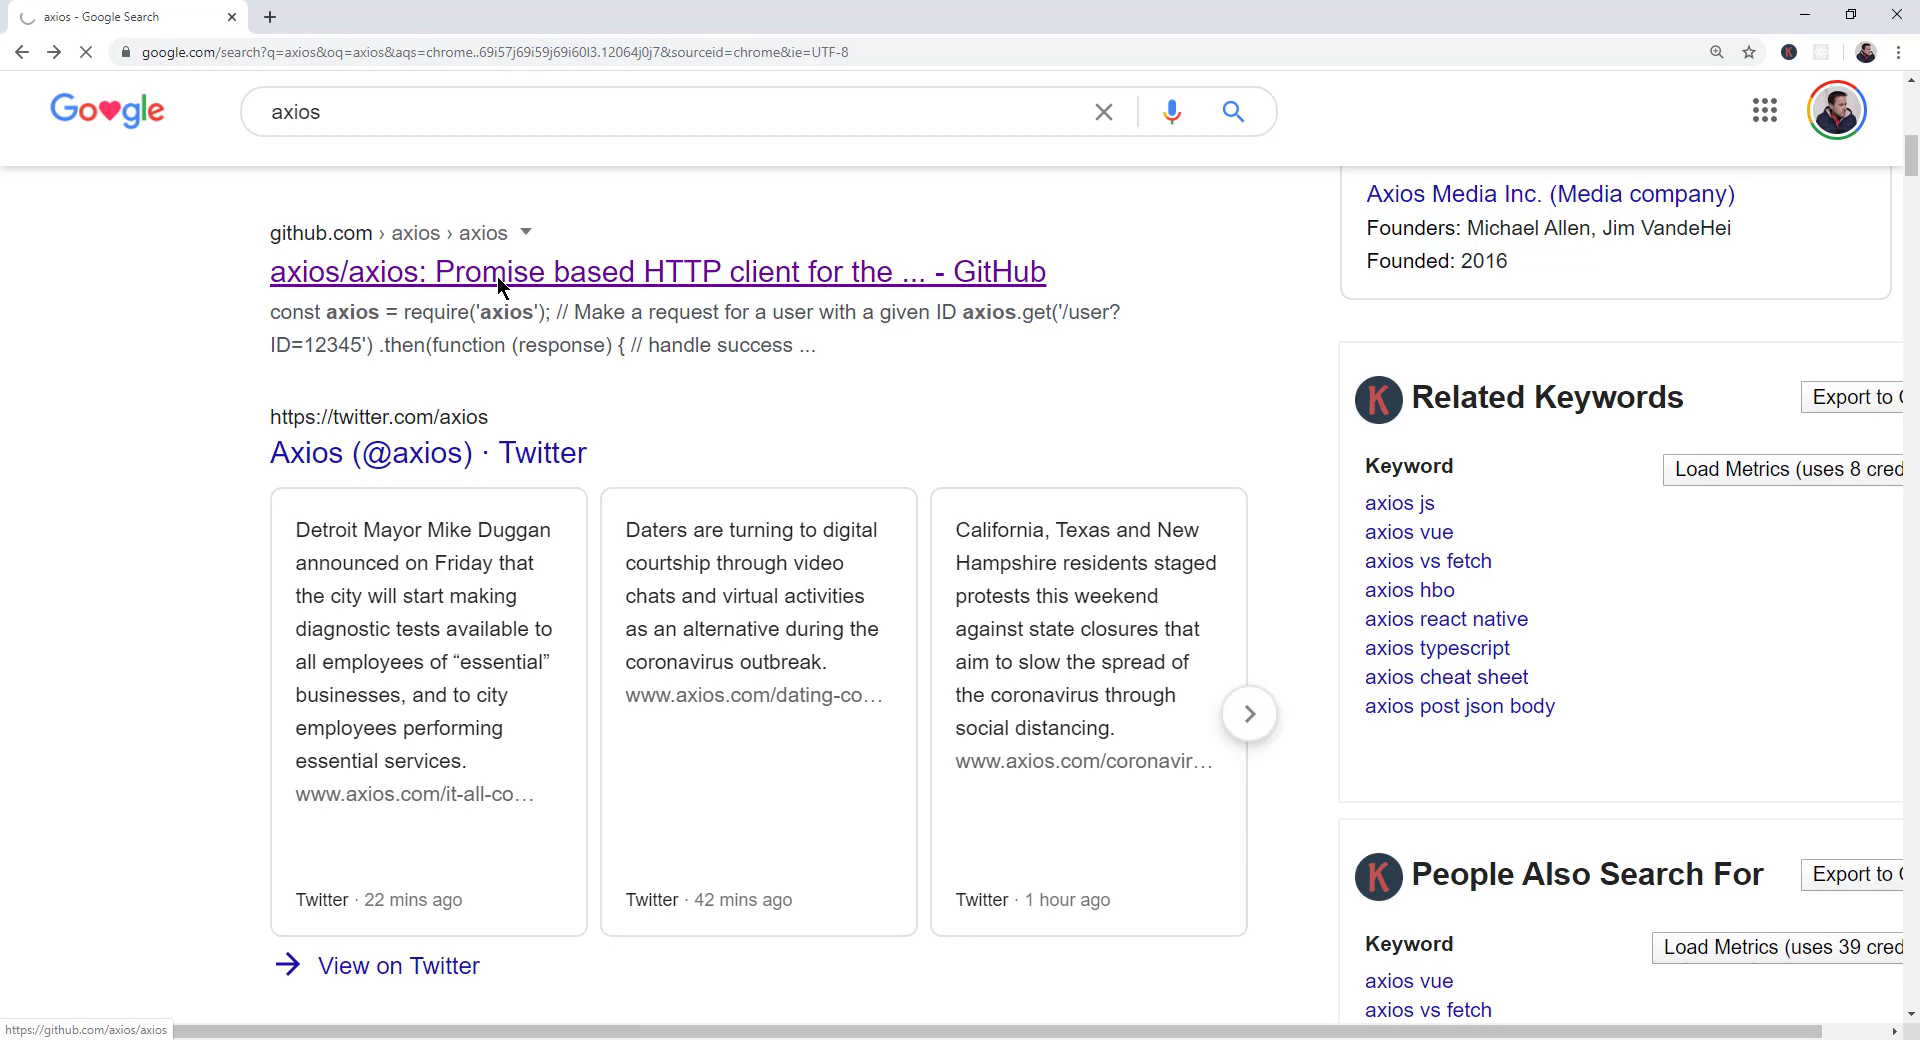 axios - Google Search
google.com/search?q=axios&oq=axios&aqs=chrome..69i57j69i59j69i60l3.12064j0j7&sourceid=chrome&ie=UTF-8
Google
axios
github.com › axios › axios
axios/axios: Promise based HTTP client for the ... - GitHub
const axios = require('axios'); // Make a request for a user with a given ID axios.get('/user?
ID=12345') .then(function (response) { // handle success ...
https://twitter.com/axios
Axios (@axios) · Twitter
Detroit Mayor Mike Duggan
announced on Friday that
the city will start making
diagnostic tests available to
all employees of “essential”
businesses, and to city
employees performing
essential services.
www.axios.com/it-all-co…
Twitter · 22 mins ago
Daters are turning to digital
courtship through video
chats and virtual activities
as an alternative during the
coronavirus outbreak.
www.axios.com/dating-co…
Twitter · 42 mins ago
California, Texas and New
Hampshire residents staged
protests this weekend
against state closures that
aim to slow the spread of
the coronavirus through
social distancing.
www.axios.com/coronavir…
Twitter · 1 hour ago
View on Twitter
Axios Media Inc. (Media company)
Founders: Michael Allen, Jim VandeHei
Founded: 2016
K Related Keywords
Export to
Keyword
Load Metrics (uses 8 cred
axios js
axios vue
axios vs fetch
axios hbo
axios react native
axios typescript
axios cheat sheet
axios post json body
K People Also Search For
Export to
Keyword
Load Metrics (uses 39 cred
axios vue
axios vs fetch
https://github.com/axios/axios